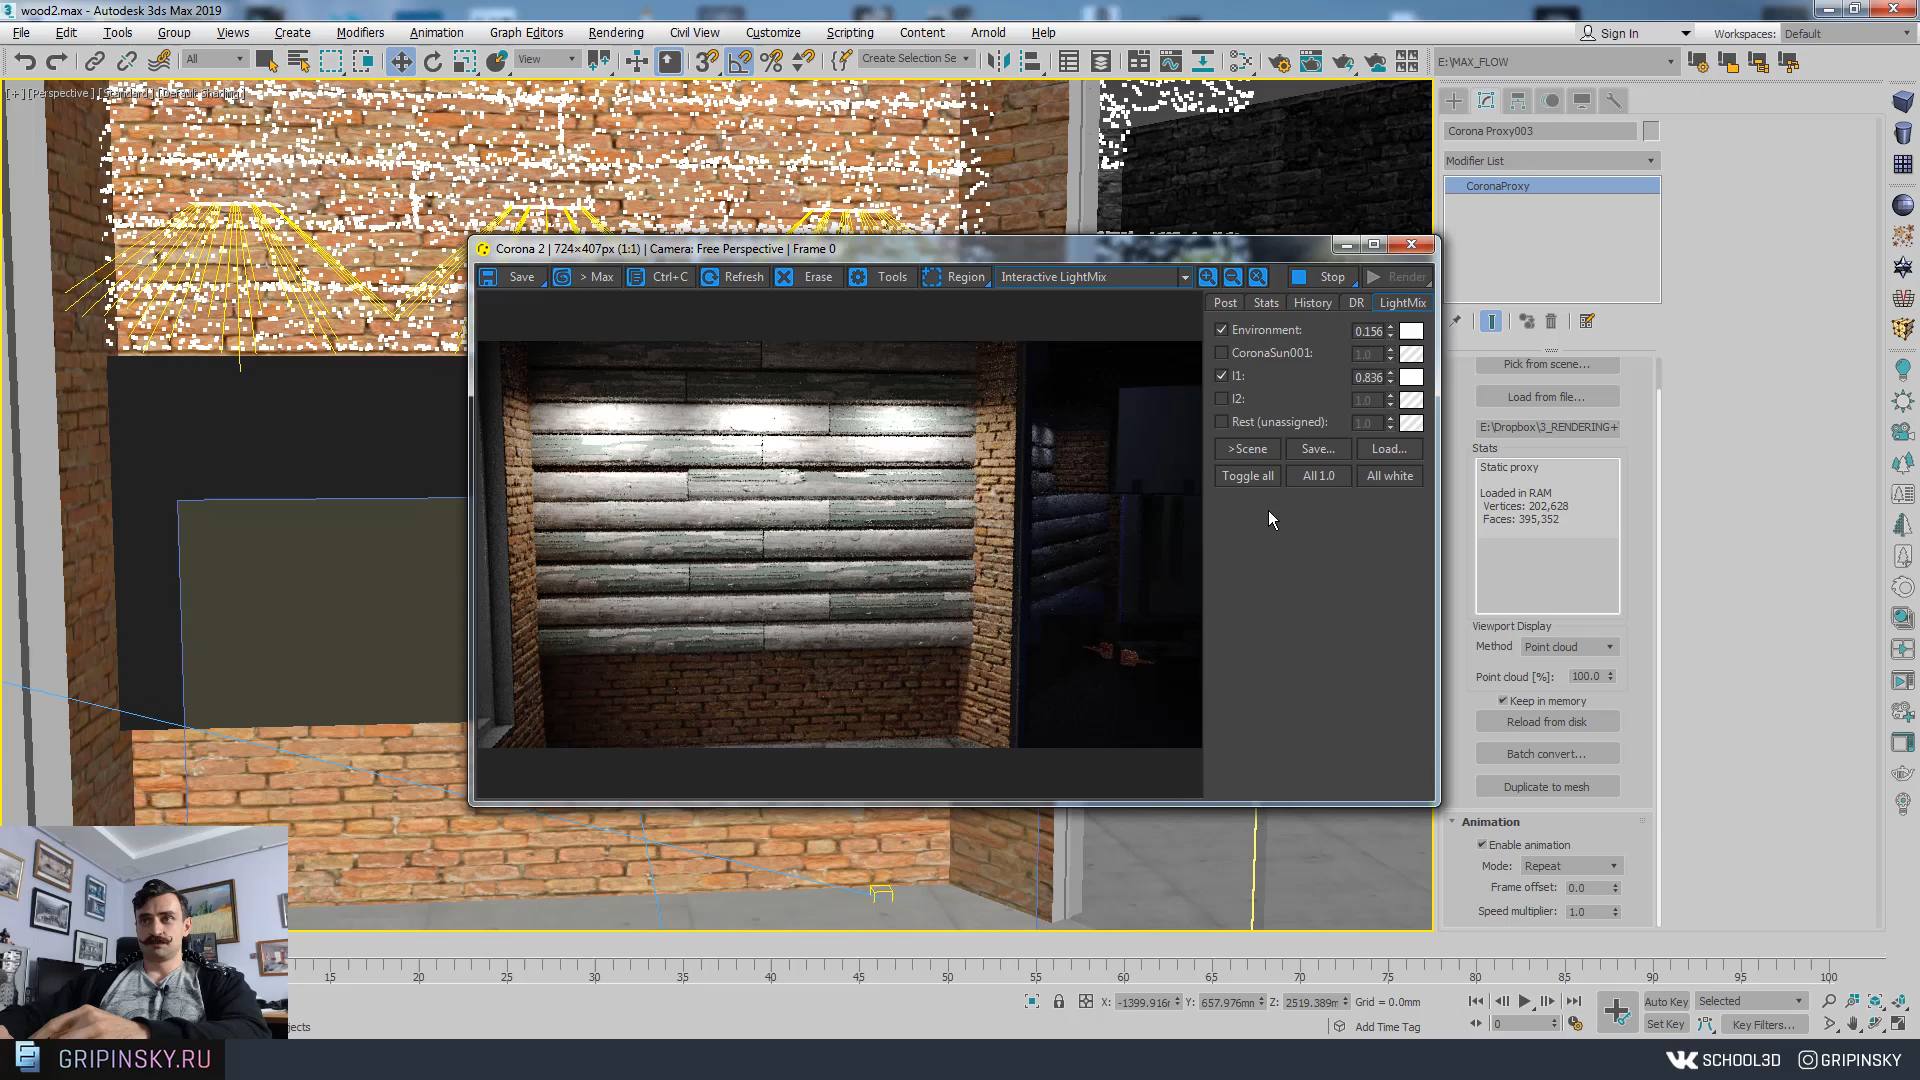 wood2.max - Autodesk 3ds Max 2019
File Edit Tools Group Views Create Modifiers Animation Graph Editors Rendering Civil View Customize Scripting Content Arnold Help
Sign In Workspaces: Default
All View Create Selection Se E:\MAX_FLOW
[ + ] [Perspective ] [Standard ] [Default Shading ]
Corona Proxy003
Modifier List
CoronaProxy
Corona 2 | 724×407px (1:1) | Camera: Free Perspective | Frame 0
Save > Max Ctrl+C Refresh Erase Tools Region Interactive LightMix Stop Render
Post Stats History DR LightMix
Environment: 0.156
CoronaSun001: 1.0
l1: 0.836
l2: 1.0
Rest (unassigned): 1.0
>Scene Save... Load...
Toggle all All 1.0 All white
Pick from scene...
Load from file...
E:\Dropbox\3_RENDERING+
Stats
Static proxy
Loaded in RAM
Vertices: 202,628
Faces: 395,352
Viewport Display
Method Point cloud
Point cloud [%]: 100.0
Keep in memory
Reload from disk
Batch convert...
Duplicate to mesh
Animation
Enable animation
Mode: Repeat
Frame offset: 0.0
Speed multiplier: 1.0
15 20 25 30 35 40 45 50 55 60 65 70 75 80 85 90 95 100
X: -1399.916r Y: 657.976mn Z: 2519.389m Grid = 0.0mm
Auto Key Selected
jects Add Time Tag 0 Set Key Key Filters...
GRIPINSKY.RU SCHOOL3D GRIPINSKY